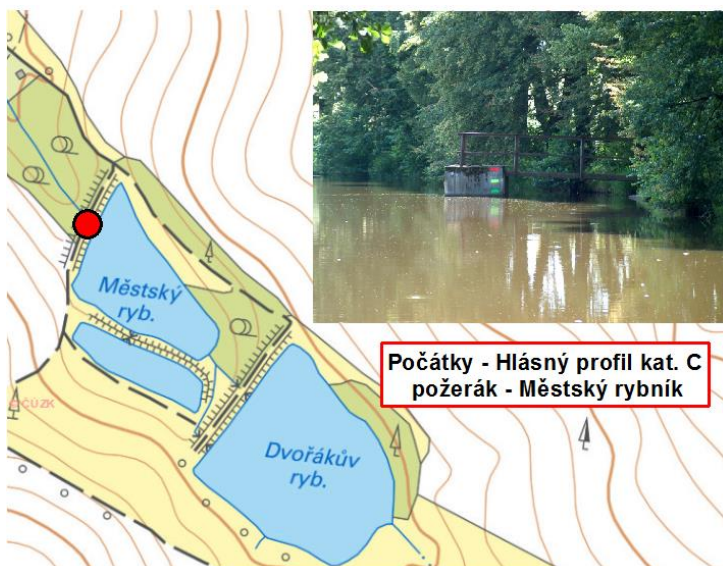 Městský
ryb.
Počátky - Hlásný profil kat. C
požerák - Městský rybník
©ČÚZK
Dvořákův
ryb.